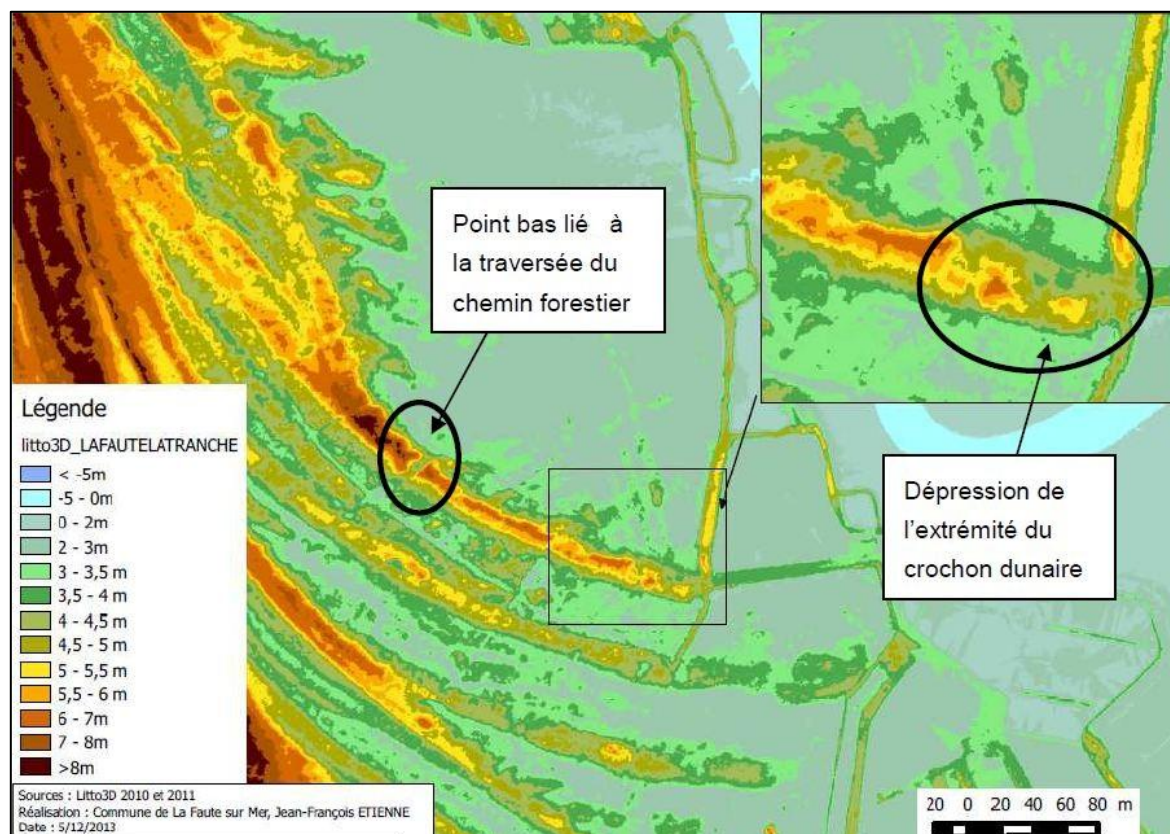 Point bas lié à
la traversée du
chemin forestier
Dépression de
l'extrémité du
crochon dunaire
Légende
litto3D_LAFAUTELATRANCHE
< -5m
-5 - 0m
0 - 2m
2 - 3m
3 - 3,5 m
3,5 - 4 m
4 - 4,5m
4,5 - 5 m
5 - 5,5m
5,5 - 6 m
6 - 7m
7 - 8m
>8m
Sources : Litto3D 2010 et 2011
Réalisation : Commune de La Faute sur Mer, Jean-François ETIENNE
Date : 5/12/2013
20 0 20 40 60 80 m